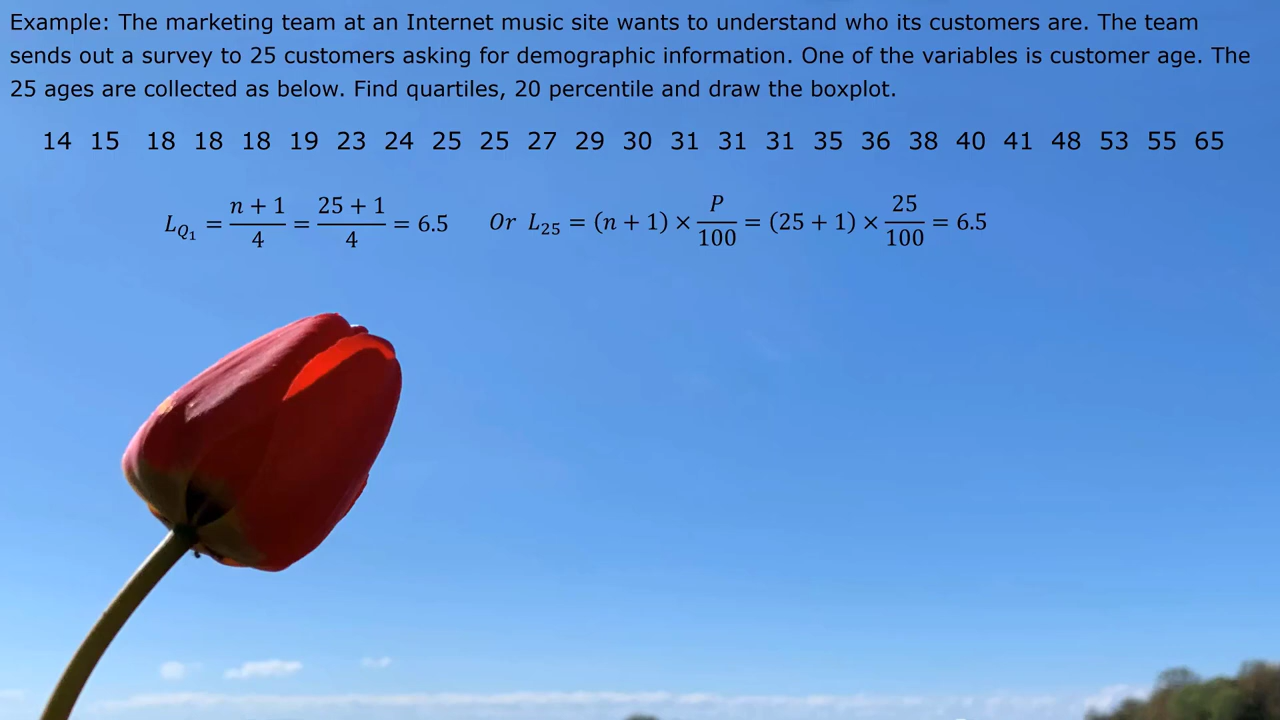 Example: The marketing team at an Internet music site wants to understand who its customers are. The team
sends out a survey to 25 customers asking for demographic information. One of the variables is customer age. The
25 ages are collected as below. Find quartiles, 20 percentile and draw the boxplot.
14 15 18 18 18 19 23 24 25 25 27 29 30 31 31 31 35 36 38 40 41 48 53 55 65
L_{Q_1} = \frac{n + 1}{4} = \frac{25 + 1}{4} = 6.5 Or L_{25} = (n + 1) × \frac{P}{100} = (25 + 1) × \frac{25}{100} = 6.5